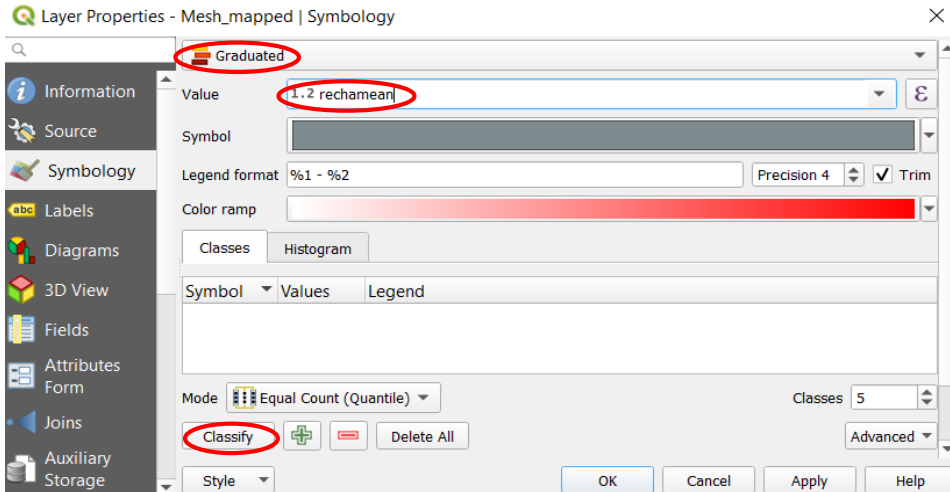 Layer Properties - Mesh_mapped | Symbology
Information
Source
Symbology
abc Labels
Diagrams
3D View
Fields
Attributes
Form
Joins
Auxiliary
Storage
Graduated
Value 1.2 rechamean ε
Symbol
Legend format %1 - %2 Precision 4 Trim
Color ramp
Classes Histogram
Symbol Values Legend
Mode Equal Count (Quantile) Classes 5
Classify Delete All Advanced
Style OK Cancel Apply Help